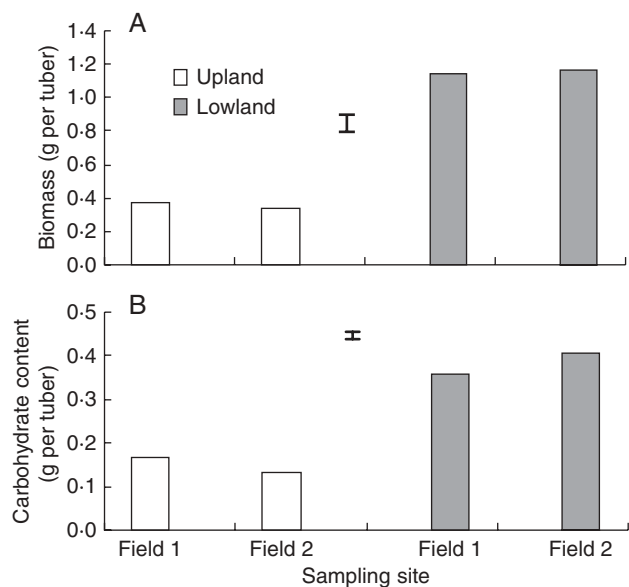 A
Biomass (g per tuber)
1·4
1·2
1·0
0·8
0·6
0·4
0·2
0·0
Upland
Lowland
B
Carbohydrate content
(g per tuber)
0·5
0·4
0·3
0·2
0·1
0·0
Field 1 Field 2 Field 1 Field 2
Sampling site